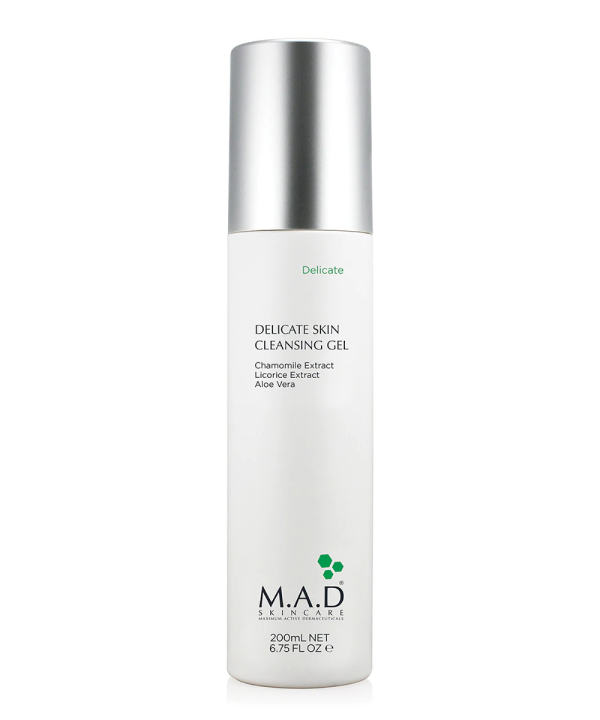 Delicate
DELICATE SKIN
CLEANSING GEL
Chamomile Extract
Licorice Extract
Aloe Vera
M.A.D®
SKINCARE
MAXIMUM ACTIVE DERMACEUTICALS
200mL NET
6.75 FL OZ ℮